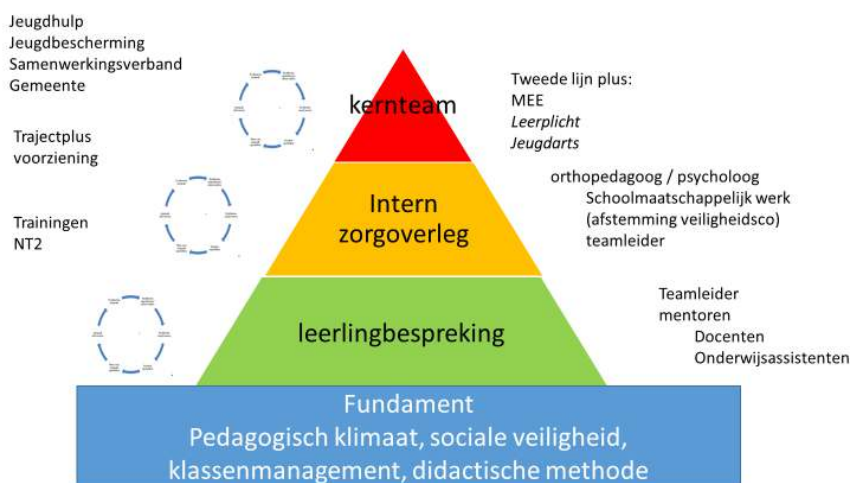 Jeugdhulp
Jeugdbescherming
Samenwerkingsverband
Gemeente
Trajectplus
voorziening
Trainingen
NT2
kernteam
Intern
zorgoverleg
leerlingbespreking
Tweede lijn plus:
MEE
Leerplicht
Jeugdarts
orthopedagoog / psycholoog
Schoolmaatschappelijk werk
(afstemming veiligheidsco)
teamleider
Teamleider
mentoren
Docenten
Onderwijsassistenten
Fundament
Pedagogisch klimaat, sociale veiligheid,
klassenmanagement, didactische methode